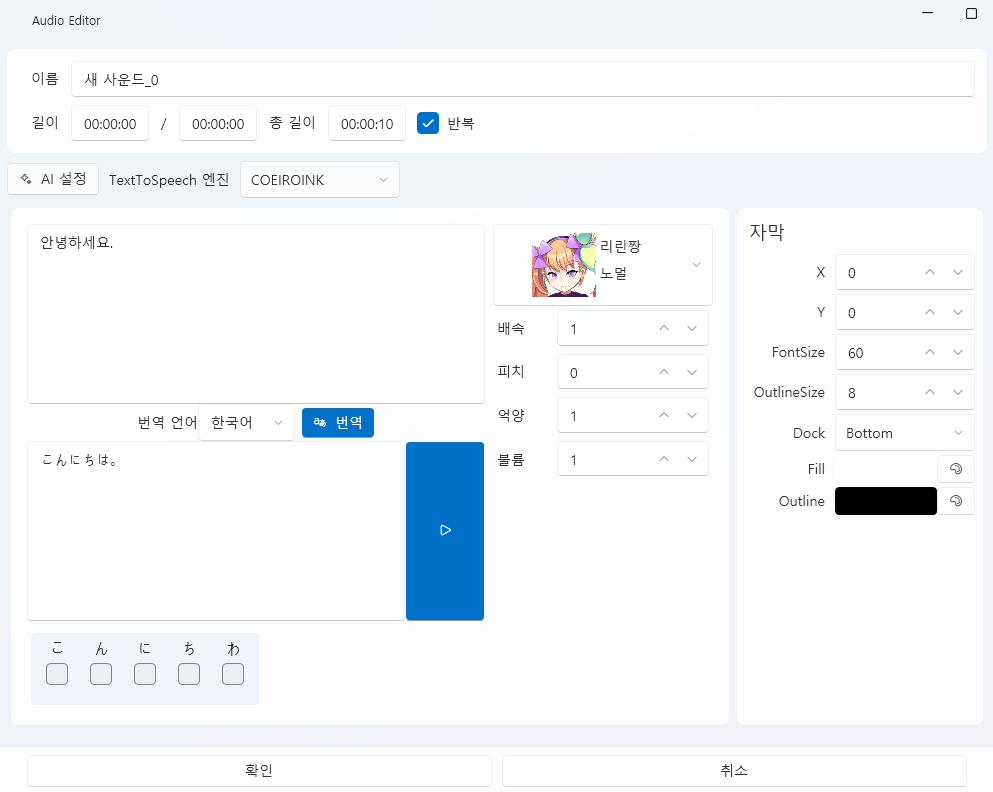 Audio Editor
이름 새 사운드_0
길이 00:00:00 / 00:00:00 총 길이 00:00:10 반복
AI 설정 TextToSpeech 엔진 COEIROINK
안녕하세요.
번역 언어 한국어 번역
こんにちは。
こ ん に ち わ
리린짱
노멀
배속 1
피치 0
억양 1
볼륨 1
자막
X 0
Y 0
FontSize 60
OutlineSize 8
Dock Bottom
Fill
Outline
확인 취소